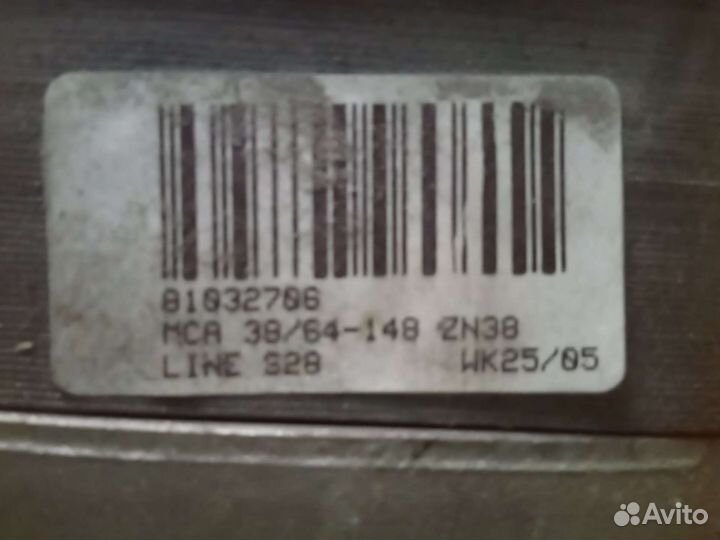 81032706
MCA 38/64-148 ZN38
LINE S28 WK25/05
Avito